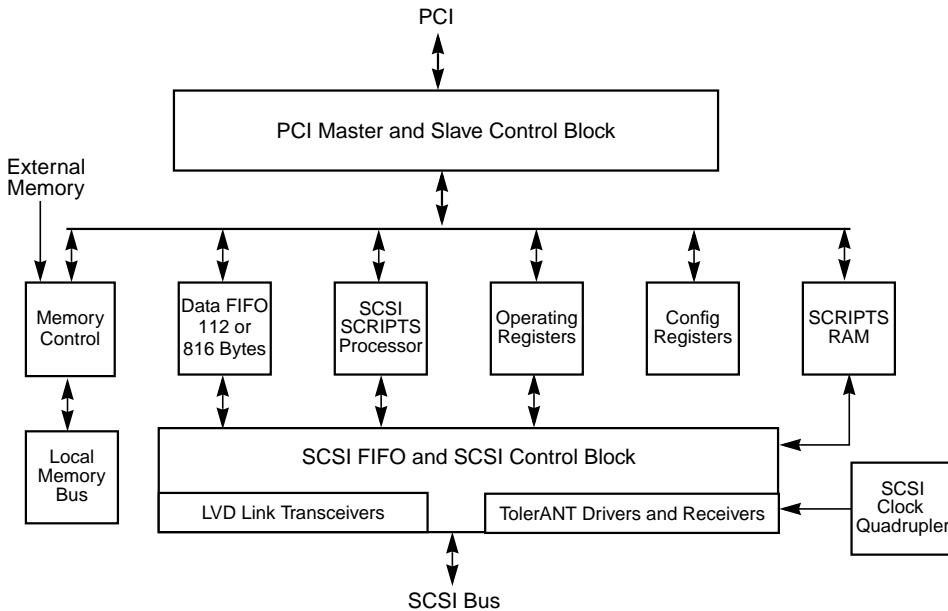 PCI
PCI Master and Slave Control Block
External
Memory
Memory
Control
Data FIFO
112 or
816 Bytes
SCSI
SCRIPTS
Processor
Operating
Registers
Config
Registers
SCRIPTS
RAM
Local
Memory
Bus
SCSI FIFO and SCSI Control Block
LVD Link Transceivers
TolerANT Drivers and Receivers
SCSI
Clock
Quadrupler
SCSI Bus